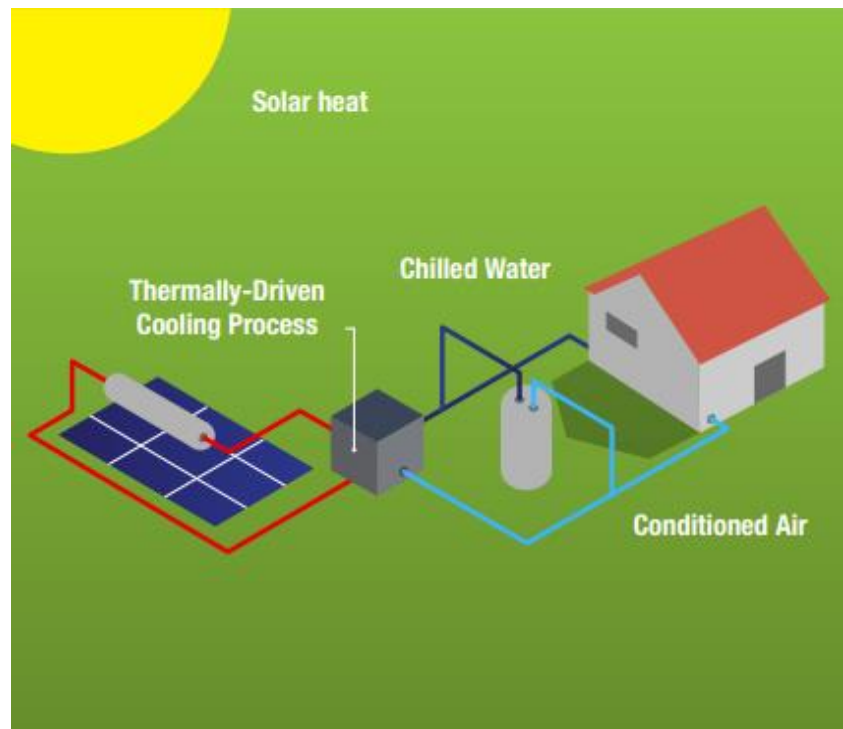 Solar heat
Chilled Water
Thermally-Driven
Cooling Process
Conditioned Air